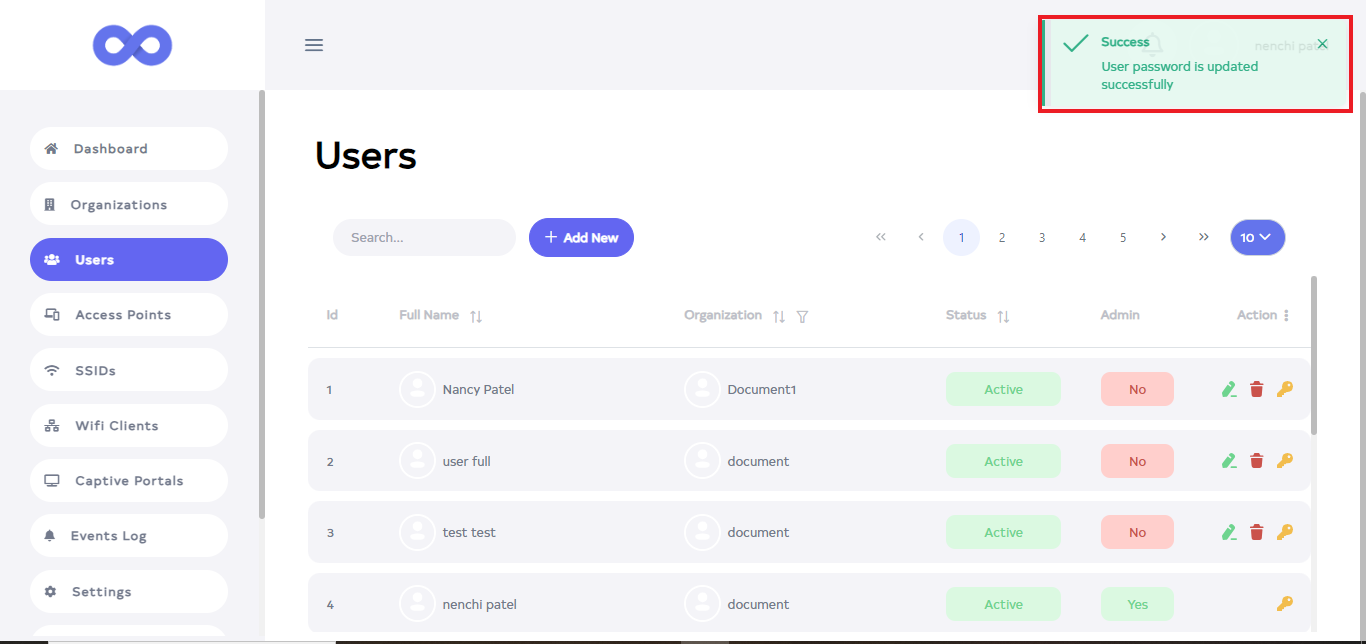 Success
nenchi patel
User password is updated
successfully
Dashboard
Organizations
Users
Access Points
SSIDs
Wifi Clients
Captive Portals
Events Log
Settings
Users
Search...
+ Add New
« ‹ 1 2 3 4 5 › » 10
Id Full Name Organization Status Admin Action
1 Nancy Patel Document1 Active No
2 user full document Active No
3 test test document Active No
4 nenchi patel document Active Yes